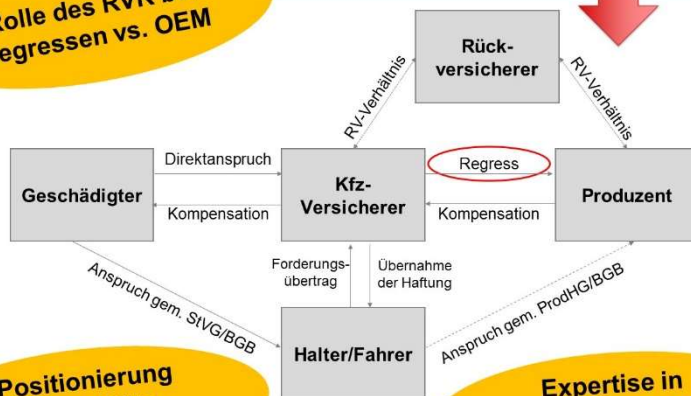 Rolle des RVR
egressen vs. OEM
Rück-
versicherer
RV-Verhältnis
RV-Verhältnis
Direktanspruch
Regress
Geschädigter
Kfz-
Versicherer
Produzent
Kompensation
Kompensation
Forderungs-
übertrag
Übernahme
der Haftung
Anspruch gem. StVG/BGB
Anspruch gem. ProdHG/BGB
Halter/Fahrer
Positionierung
Expertise in